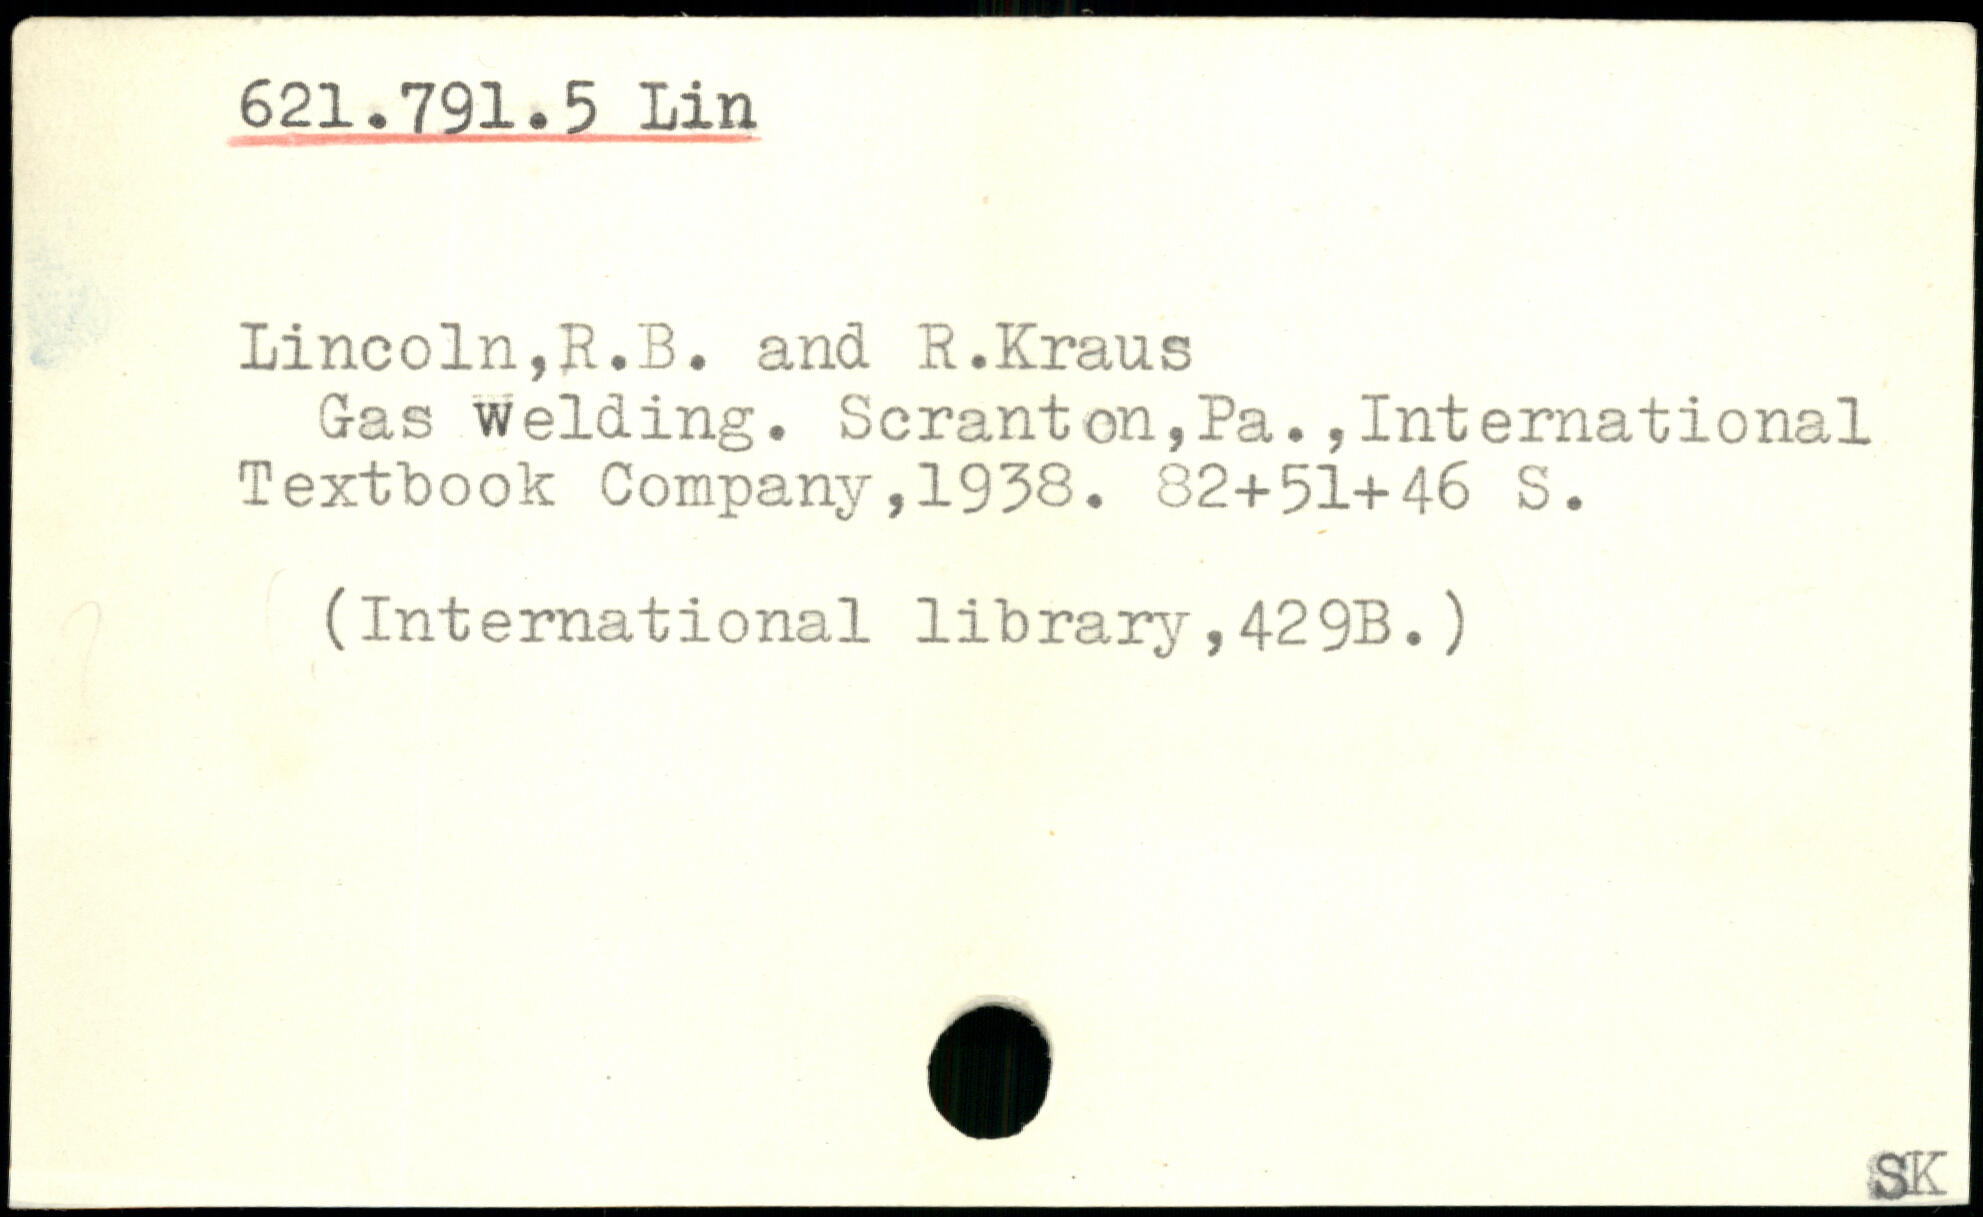 621.791.5 Lin
Lincoln,R.B. and R.Kraus
Gas Welding. Scranton,Pa.,International
Textbook Company,1938. 82+51+46 S.
(International library,429B.)
SK